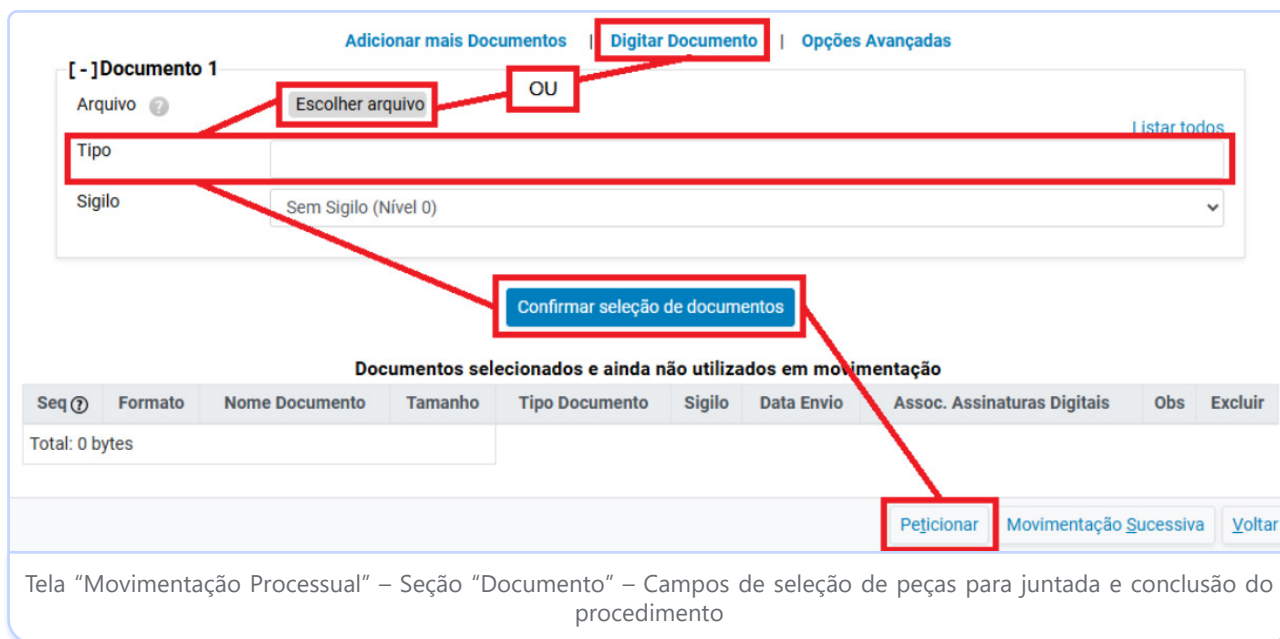 Adicionar mais Documentos | Digitar Documento | Opções Avançadas
[ - ]Documento 1
OU
Arquivo ? Escolher arquivo
Listar todos
Tipo
Sigilo Sem Sigilo (Nível 0)
Confirmar seleção de documentos
Documentos selecionados e ainda não utilizados em movimentação
Seq ? Formato Nome Documento Tamanho Tipo Documento Sigilo Data Envio Assoc. Assinaturas Digitais Obs Excluir
Total: 0 bytes
Peticionar Movimentação Sucessiva Voltar
Tela “Movimentação Processual” – Seção “Documento” – Campos de seleção de peças para juntada e conclusão do
procedimento